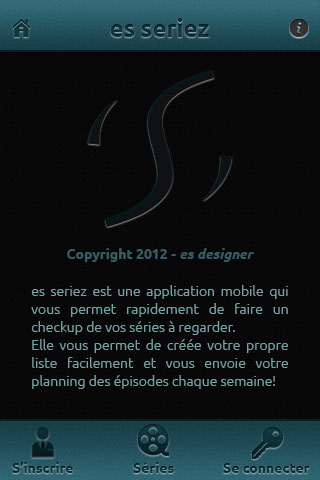 es seriez
i
Copyright 2012 - es designer
es seriez est une application mobile qui
vous permet rapidement de faire un
checkup de vos séries à regarder.
Elle vous permet de créée votre propre
liste facilement et vous envoie votre
planning des épisodes chaque semaine!
S'inscrire
Séries
Se connecter